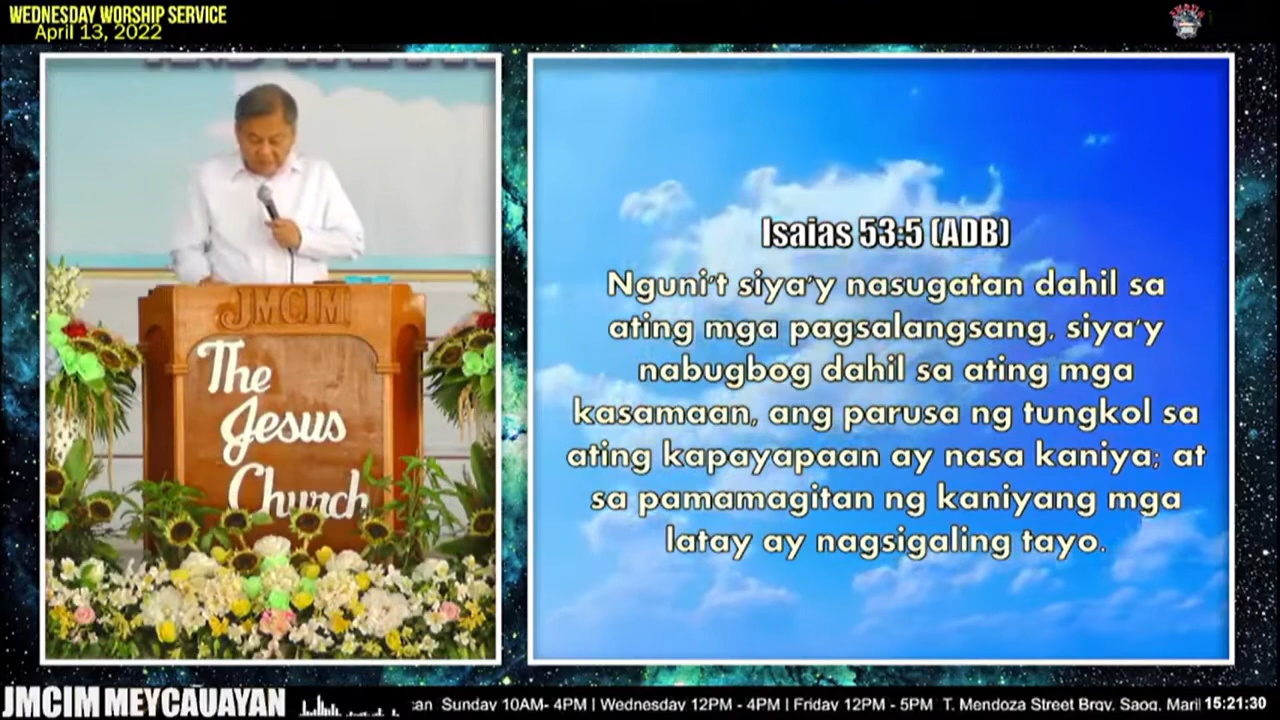 WEDNESDAY WORSHIP SERVICE
April 13, 2022
JMCIM
The
Jesus
Church
Isaias 53:5 (ADB)
Nguni't siya'y nasugatan dahil sa
ating mga pagsalangsang, siya'y
nabugbog dahil sa ating mga
kasamaan, ang parusa ng tungkol sa
ating kapayapaan ay nasa kaniya; at
sa pamamagitan ng kaniyang mga
latay ay nagsigaling tayo.
JMCIM MEYCAUAYAN
Sunday 10AM- 4PM | Wednesday 12PM - 4PM | Friday 12PM - 5PM T. Mendoza Street Brgy. Saog, Maril 15:21:30